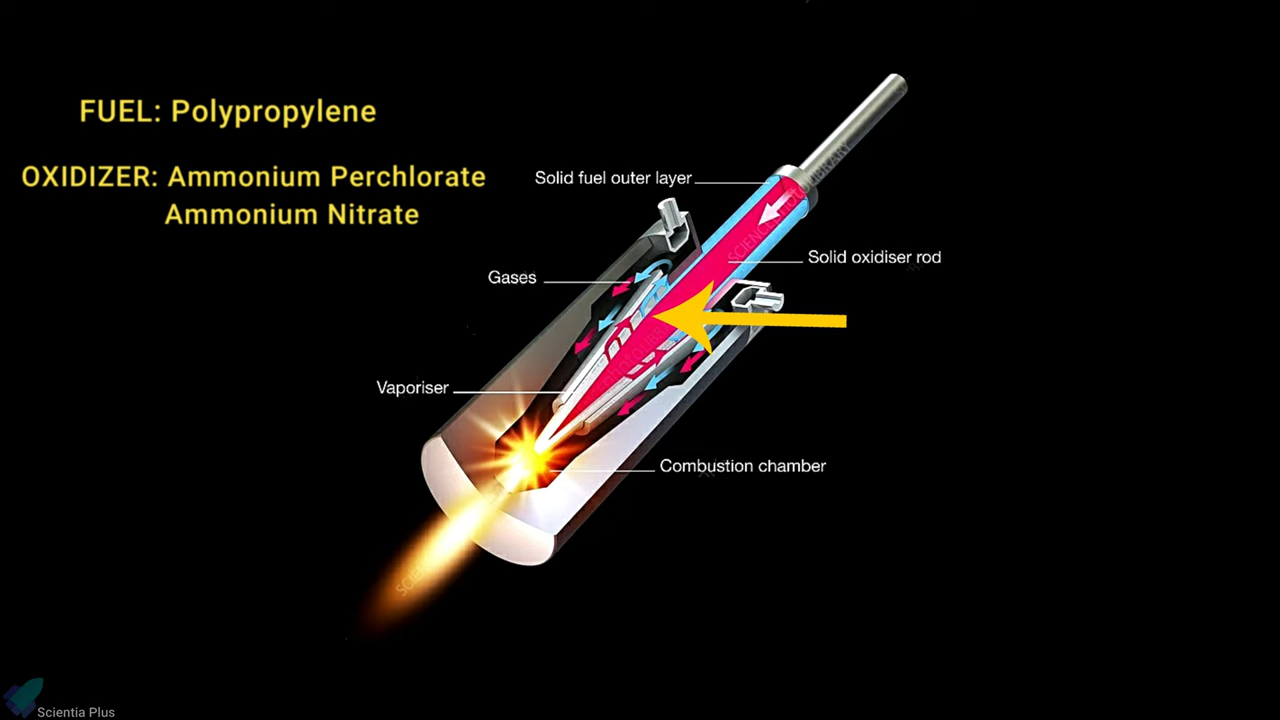 FUEL: Polypropylene
OXIDIZER: Ammonium Perchlorate
Ammonium Nitrate
Solid fuel outer layer
Solid oxidiser rod
Gases
Vaporiser
Combustion chamber
Scientia Plus